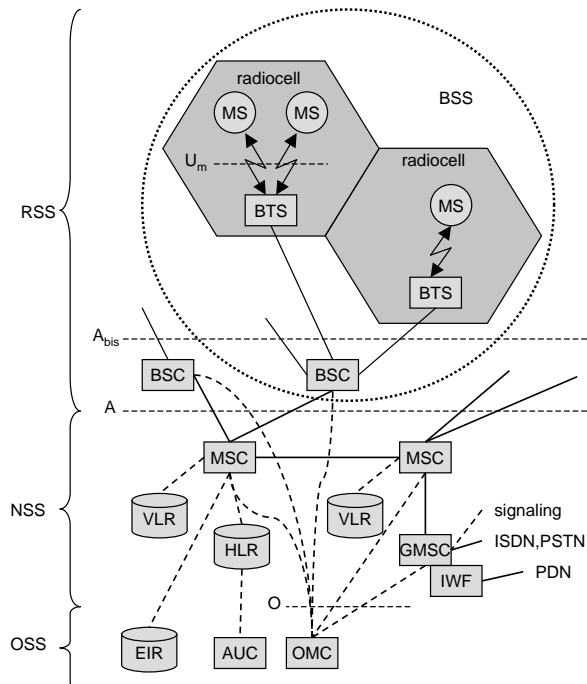 radiocell
BSS
MS MS
radiocell
Um
MS
RSS
BTS
BTS
Abis
BSC BSC
A
MSC MSC
VLR VLR
signaling
NSS
HLR
GMSC
ISDN,PSTN
IWF
PDN
O
OSS
EIR AUC OMC